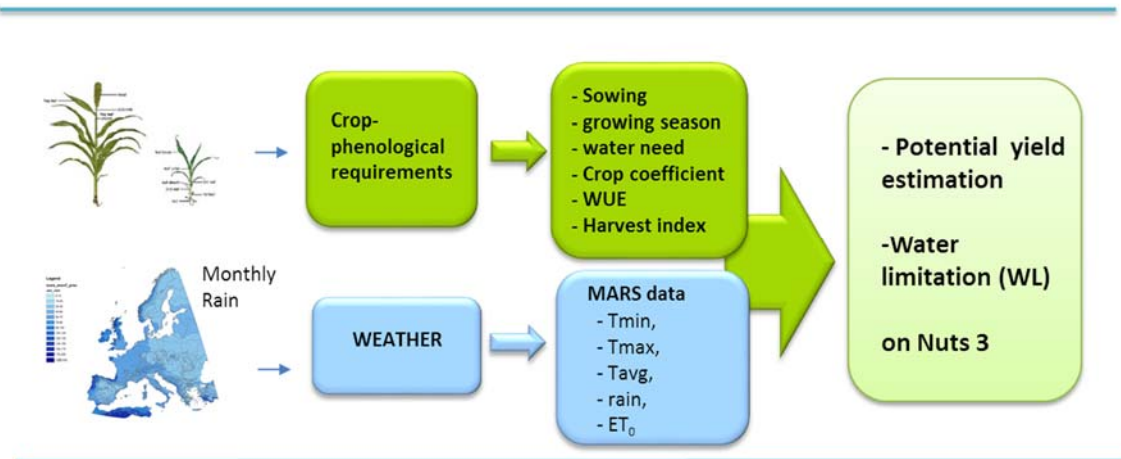 Crop-
phenological
requirements
- Sowing
- growing season
- water need
- Crop coefficient
- WUE
- Harvest index
Monthly
Rain
WEATHER
MARS data
- Tmin,
- Tmax,
- Tavg,
- rain,
- ET₀
- Potential yield
estimation
-Water
limitation (WL)
on Nuts 3
Legend